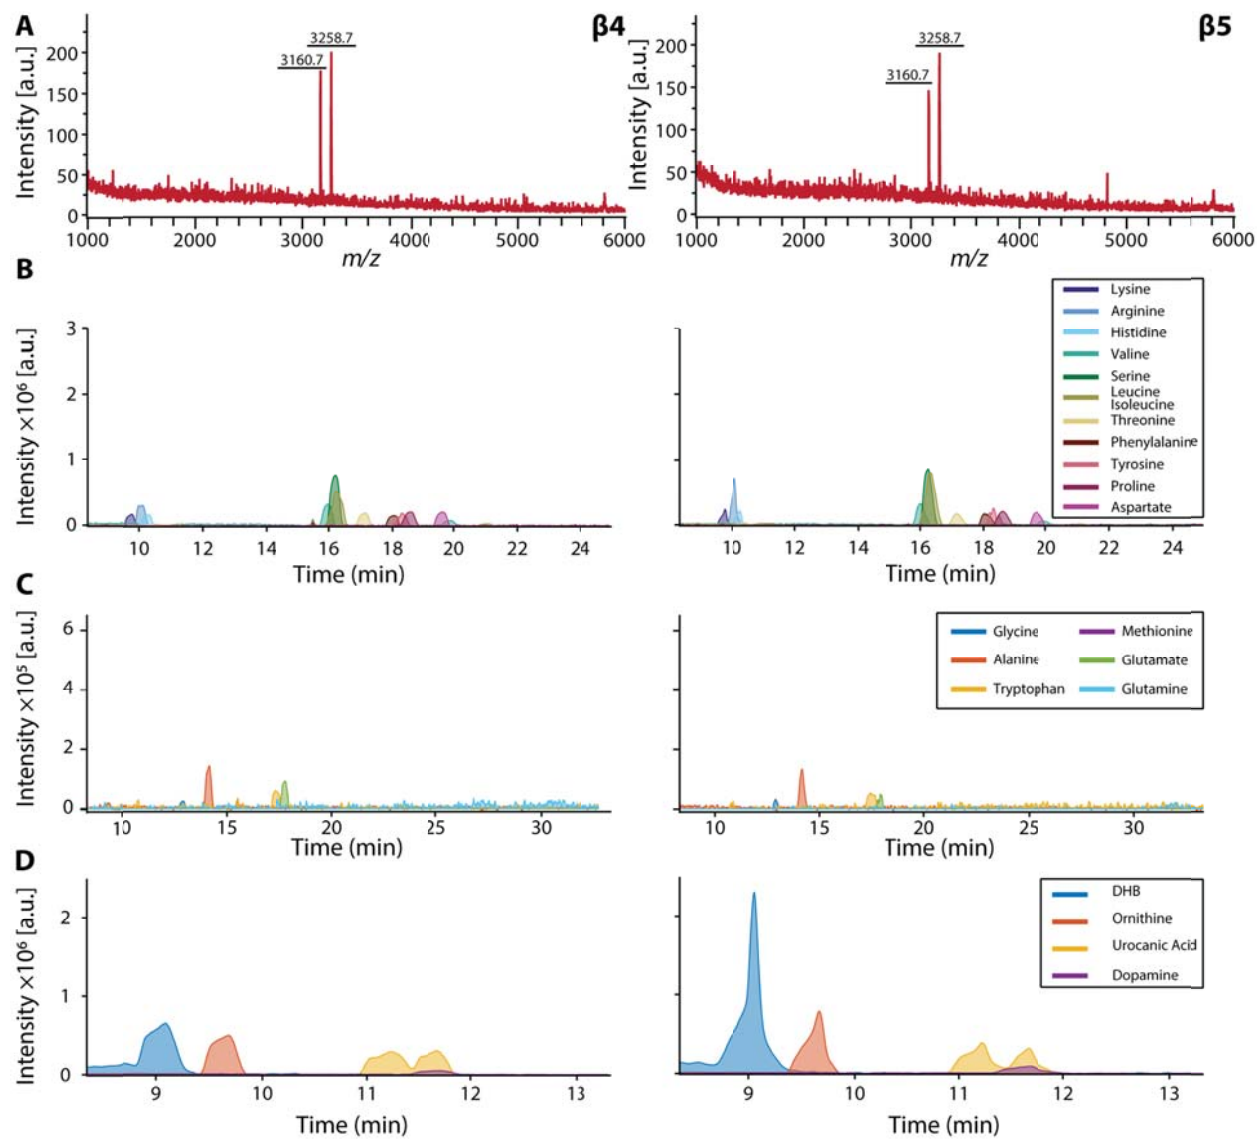 A
β4
β5
3258.7
3160.7
3258.7
3160.7
Intensity [a.u.]
200
150
100
50
0
1000 2000 3000 4000 5000 6000
m/z
Intensity [a.u.]
200
150
100
50
0
1000 2000 3000 4000 5000 6000
m/z
B
Intensity ×10⁶ [a.u.]
3
2
1
0
10 12 14 16 18 20 22 24
Time (min)
10 12 14 16 18 20 22 24
Time (min)
Lysine
Arginine
Histidine
Valine
Serine
Leucine
Isoleucine
Threonine
Phenylalanine
Tyrosine
Proline
Aspartate
C
Intensity ×10⁵ [a.u.]
6
4
2
0
10 15 20 25 30
Time (min)
10 15 20 25 30
Time (min)
Glycine Methionine
Alanine Glutamate
Tryptophan Glutamine
D
Intensity ×10⁶ [a.u.]
2
1
0
9 10 11 12 13
Time (min)
9 10 11 12 13
Time (min)
DHB
Ornithine
Urocanic Acid
Dopamine